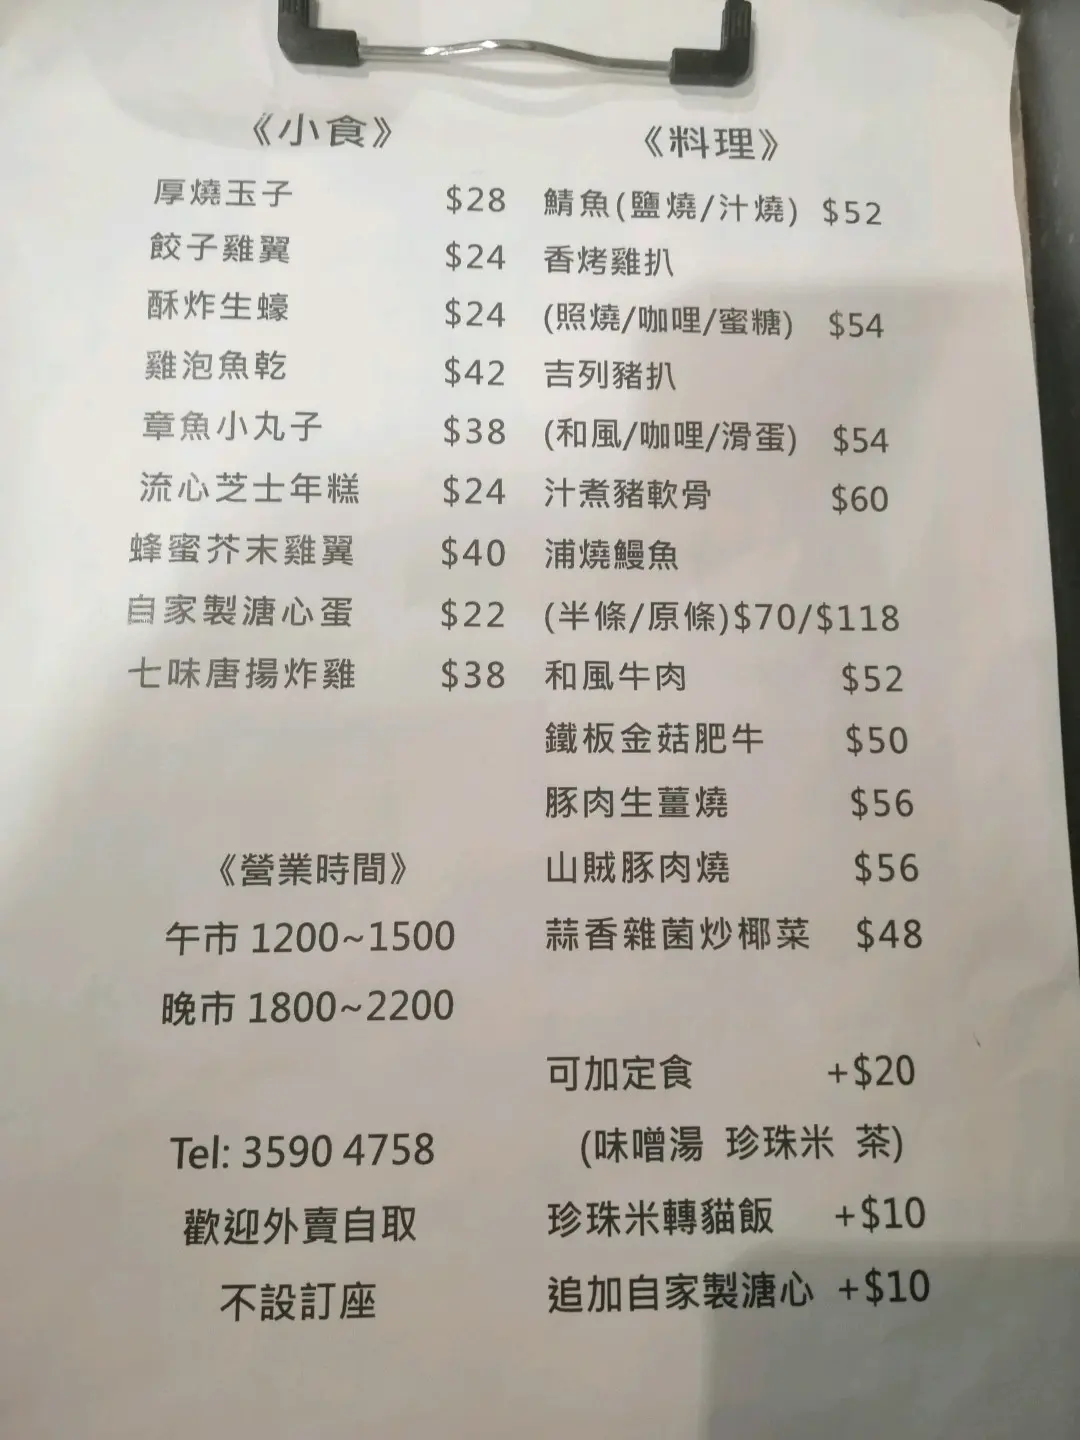 《小食》
厚燒玉子 $28
餃子雞翼 $24
酥炸生蠔 $24
雞泡魚乾 $42
章魚小丸子 $38
流心芝士年糕 $24
蜂蜜芥末雞翼 $40
自家製溏心蛋 $22
七味唐揚炸雞 $38
《營業時間》
午市 1200~1500
晚市 1800~2200
Tel: 3590 4758
歡迎外賣自取
不設訂座
《料理》
鯖魚(鹽燒/汁燒) $52
香烤雞扒
(照燒/咖哩/蜜糖) $54
吉列豬扒
(和風/咖哩/滑蛋) $54
汁煮豬軟骨 $60
浦燒鰻魚
(半條/原條)$70/$118
和風牛肉 $52
鐵板金菇肥牛 $50
豚肉生薑燒 $56
山賊豚肉燒 $56
蒜香雜菌炒椰菜 $48
可加定食 +$20
(味噌湯 珍珠米 茶)
珍珠米轉貓飯 +$10
追加自家製溏心 +$10